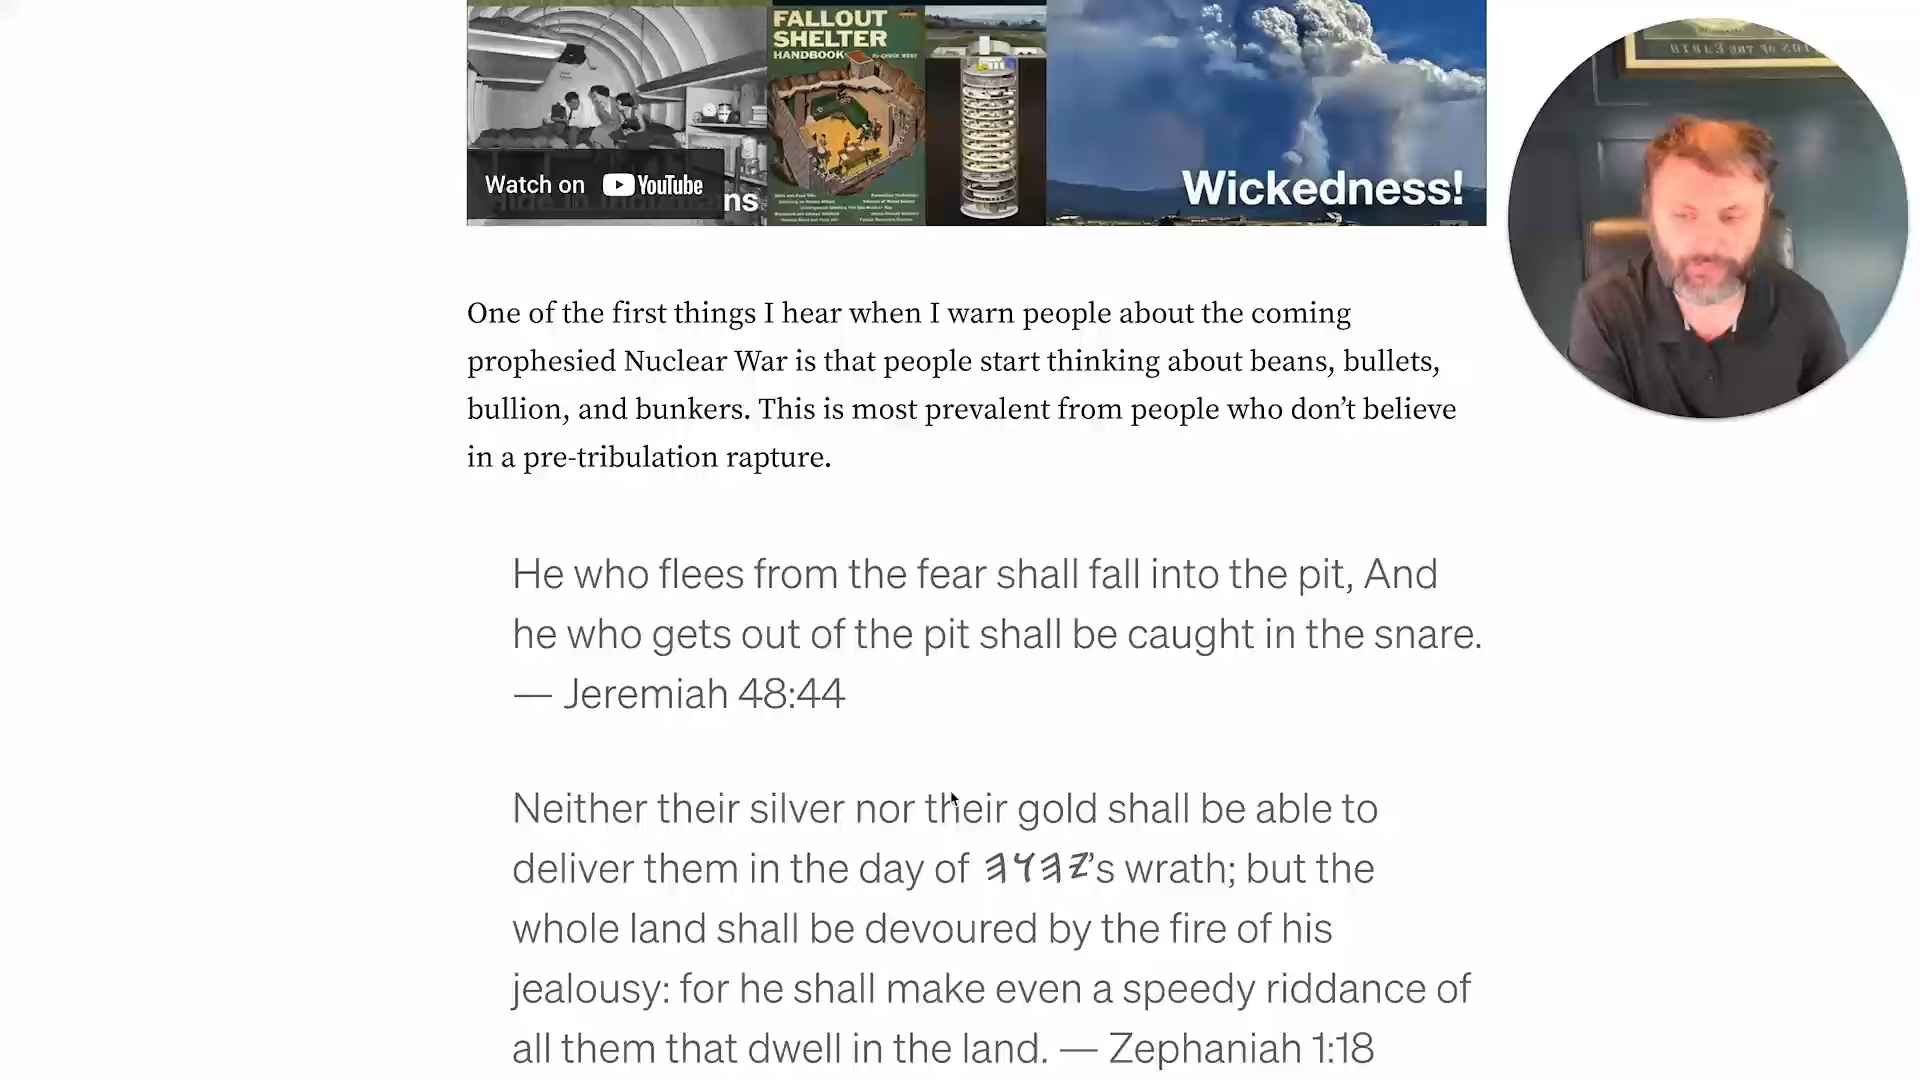 FALLOUT
SHELTER
HANDBOOK
By CHUCK WEST
Watch on YouTube
ns
Wickedness!
One of the first things I hear when I warn people about the coming
prophesied Nuclear War is that people start thinking about beans, bullets,
bullion, and bunkers. This is most prevalent from people who don’t believe
in a pre-tribulation rapture.
He who flees from the fear shall fall into the pit, And
he who gets out of the pit shall be caught in the snare.
— Jeremiah 48:44
Neither their silver nor their gold shall be able to
deliver them in the day of 𐤉𐤄𐤅𐤄’s wrath; but the
whole land shall be devoured by the fire of his
jealousy: for he shall make even a speedy riddance of
all them that dwell in the land. — Zephaniah 1:18